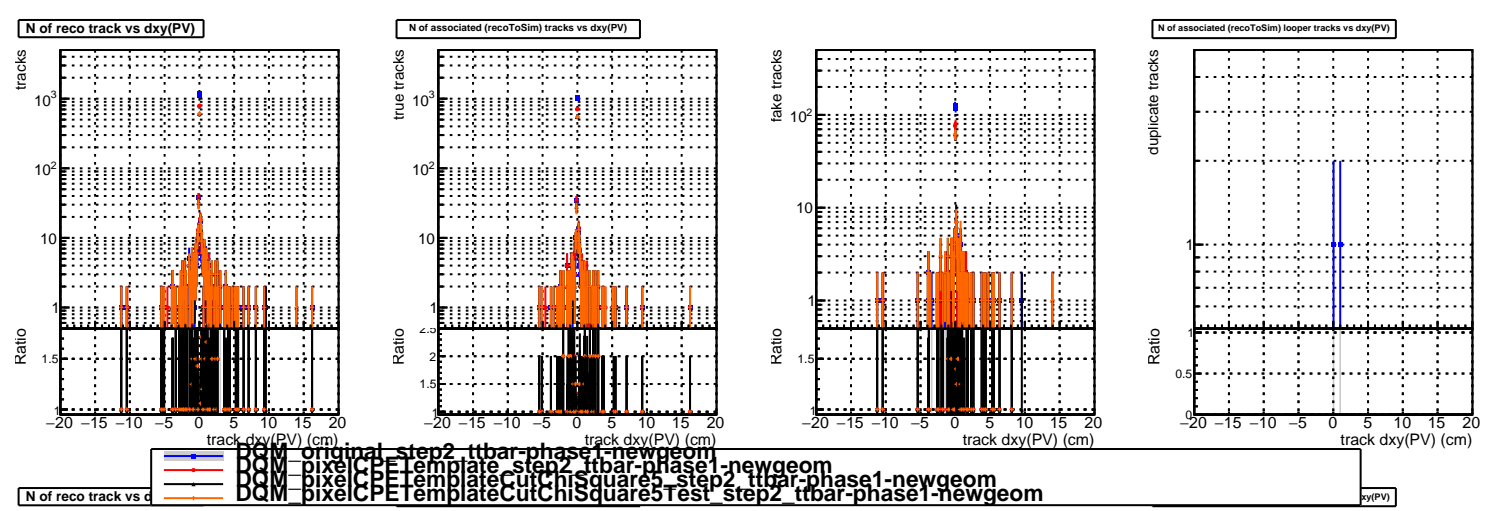 N of reco track vs dxy(PV)
N of associated (recoToSim) tracks vs dxy(PV)
N of associated (recoToSim) looper tracks vs dxy(PV)
tracks
10³
10²
10
1
Ratio
1.5
1
−20 −15 −10 −5 0 5 10 15 20
track dxy(PV) (cm)
true tracks
10³
10²
10
1
Ratio
2.5
2
1.5
1
−20 −15 −10 −5 0 5 10 15 20
track dxy(PV) (cm)
fake tracks
10²
10
1
Ratio
1.5
1
−20 −15 −10 −5 0 5 10 15 20
track dxy(PV) (cm)
duplicate tracks
1
Ratio
1
0.5
0
−20 −15 −10 −5 0 5 10 15 20
track dxy(PV) (cm)
DQM_original_step2_ttbar-phase1-newgeom
DQM_pixelCPETemplate_step2_ttbar-phase1-newgeom
DQM_pixelCPETemplateCutChiSquare5_step2_ttbar-phase1-newgeom
DQM_pixelCPETemplateCutChiSquare5Test_step2_ttbar-phase1-newgeom
N of reco track vs d
xy(PV)